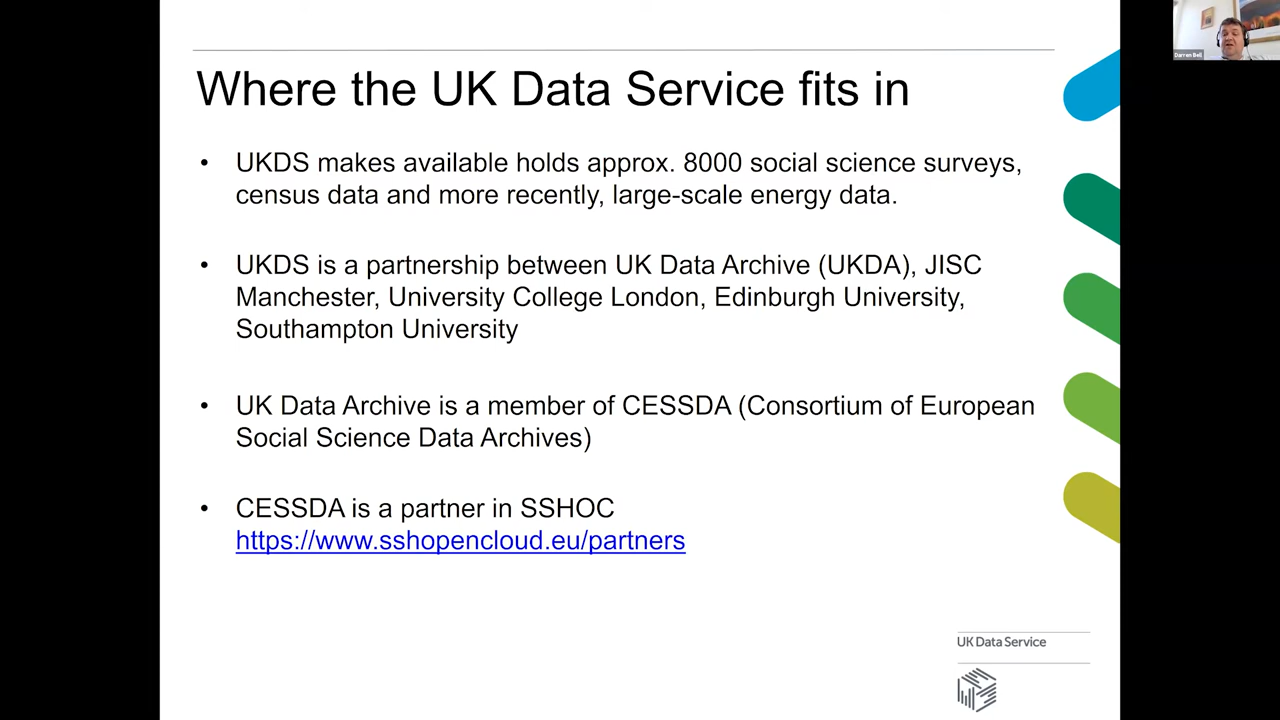 Where the UK Data Service fits in
• UKDS makes available holds approx. 8000 social science surveys,
census data and more recently, large-scale energy data.
• UKDS is a partnership between UK Data Archive (UKDA), JISC
Manchester, University College London, Edinburgh University,
Southampton University
• UK Data Archive is a member of CESSDA (Consortium of European
Social Science Data Archives)
• CESSDA is a partner in SSHOC
https://www.sshopencloud.eu/partners
UK Data Service
Darren Bell